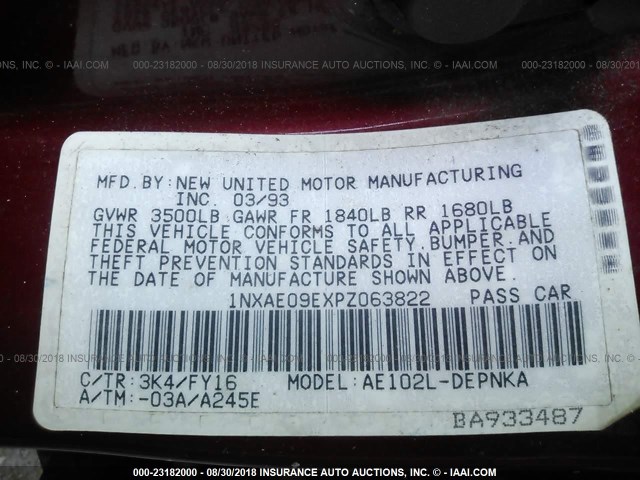 000-23182000 - 08/30/2018 INSURANCE AUTO AUCTIONS, INC. © - IAAI.COM
MFD.BY:NEW UNITED MOTOR MANUFACTURING
INC. 03/93
GVWR 3500LB GAWR FR 1840LB RR 1680LB
THIS VEHICLE CONFORMS TO ALL APPLICABLE
FEDERAL MOTOR VEHICLE SAFETY,BUMPER,AND
THEFT PREVENTION STANDARDS IN EFFECT ON
THE DATE OF MANUFACTURE SHOWN ABOVE.
1NXAE09EXPZ063822 PASS CAR
C/TR:3K4/FY16 MODEL:AE102L-DEPNKA
A/TM:-03A/A245E
BA933487
000-23182000 - 08/30/2018 INSURANCE AUTO AUCTIONS, INC. © - IAAI.COM